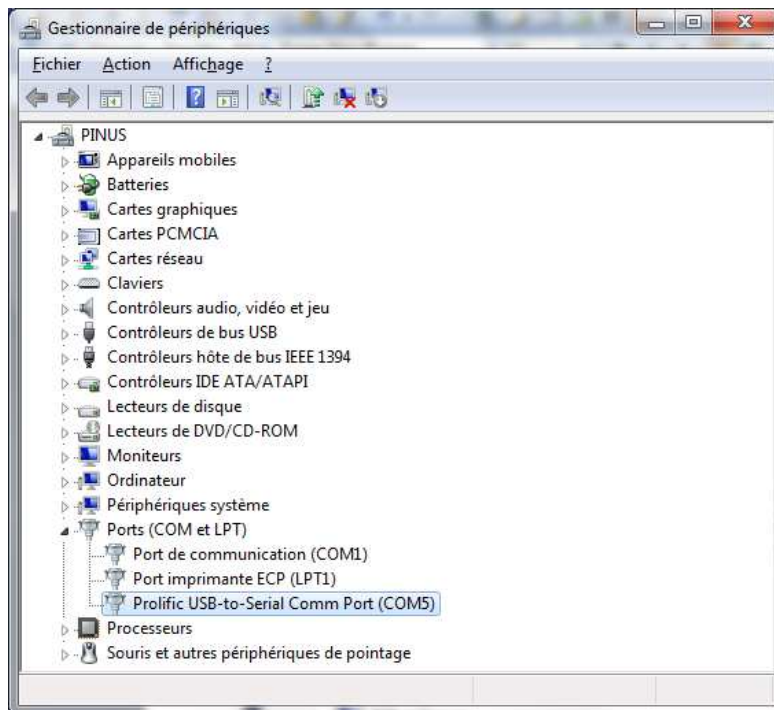 Gestionnaire de périphériques
Fichier Action Affichage ?
PINUS
Appareils mobiles
Batteries
Cartes graphiques
Cartes PCMCIA
Cartes réseau
Claviers
Contrôleurs audio, vidéo et jeu
Contrôleurs de bus USB
Contrôleurs hôte de bus IEEE 1394
Contrôleurs IDE ATA/ATAPI
Lecteurs de disque
Lecteurs de DVD/CD-ROM
Moniteurs
Ordinateur
Périphériques système
Ports (COM et LPT)
Port de communication (COM1)
Port imprimante ECP (LPT1)
Prolific USB-to-Serial Comm Port (COM5)
Processeurs
Souris et autres périphériques de pointage